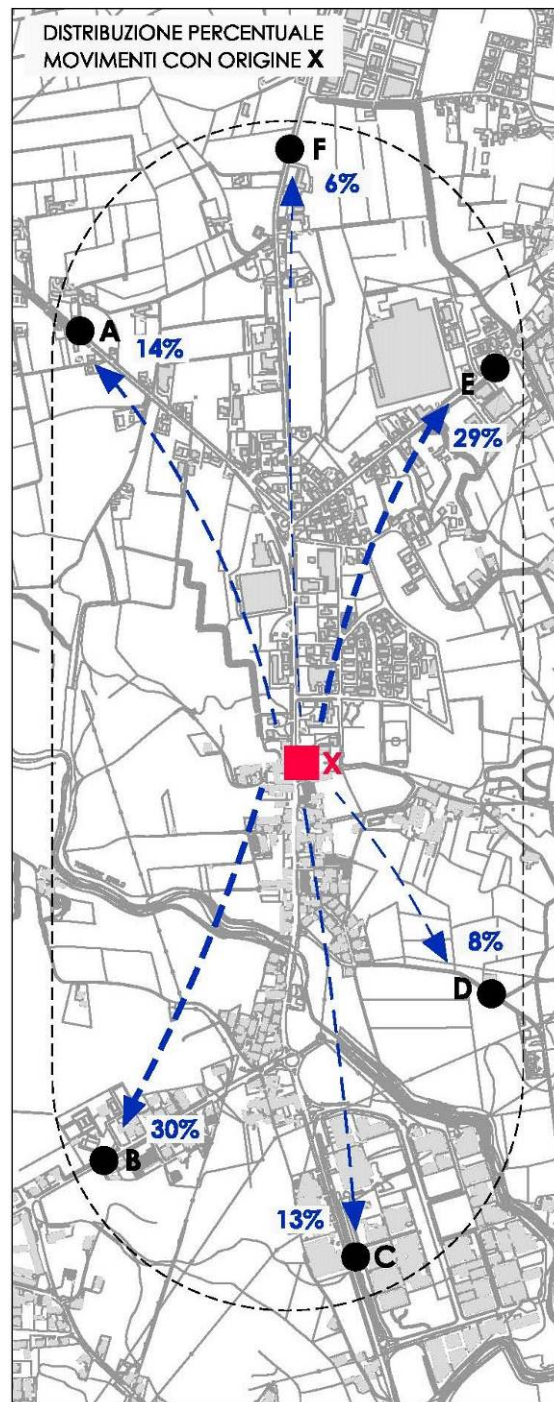 DISTRIBUZIONE PERCENTUALE
MOVIMENTI CON ORIGINE X
F
6%
A
14%
E
29%
X
8%
D
30%
B
13%
C